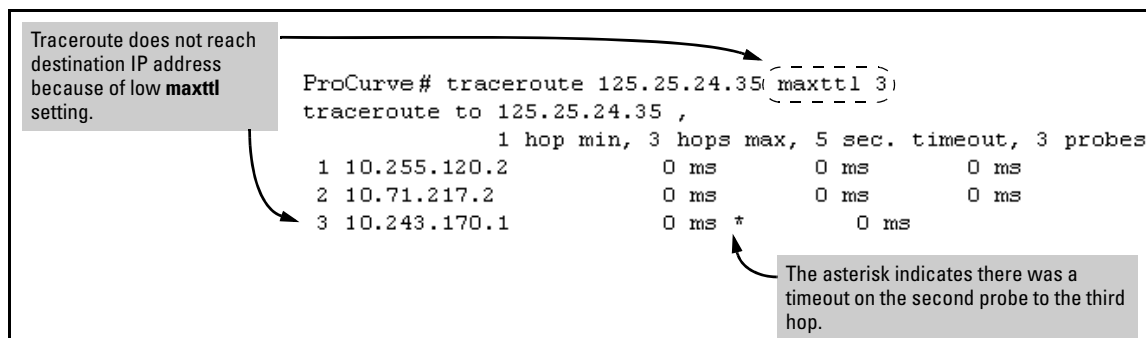 Traceroute does not reach
destination IP address
because of low maxttl
setting.
ProCurve# traceroute 125.25.24.35 maxttl 3
traceroute to 125.25.24.35 ,
1 hop min, 3 hops max, 5 sec. timeout, 3 probes
1 10.255.120.2 0 ms 0 ms 0 ms
2 10.71.217.2 0 ms 0 ms 0 ms
3 10.243.170.1 0 ms * 0 ms
The asterisk indicates there was a
timeout on the second probe to the third
hop.